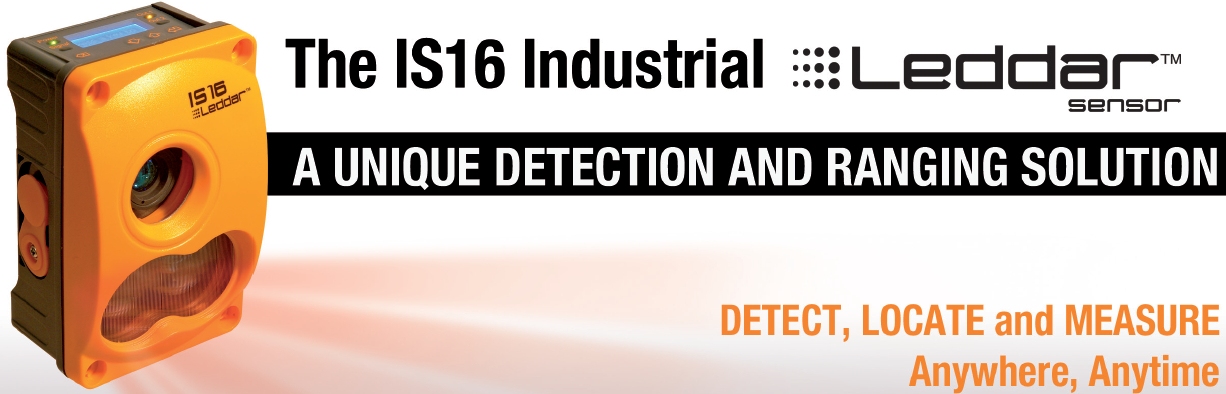 The IS16 Industrial Leddar™
sensor
IS16
Leddar™
A UNIQUE DETECTION AND RANGING SOLUTION
DETECT, LOCATE and MEASURE
Anywhere, Anytime